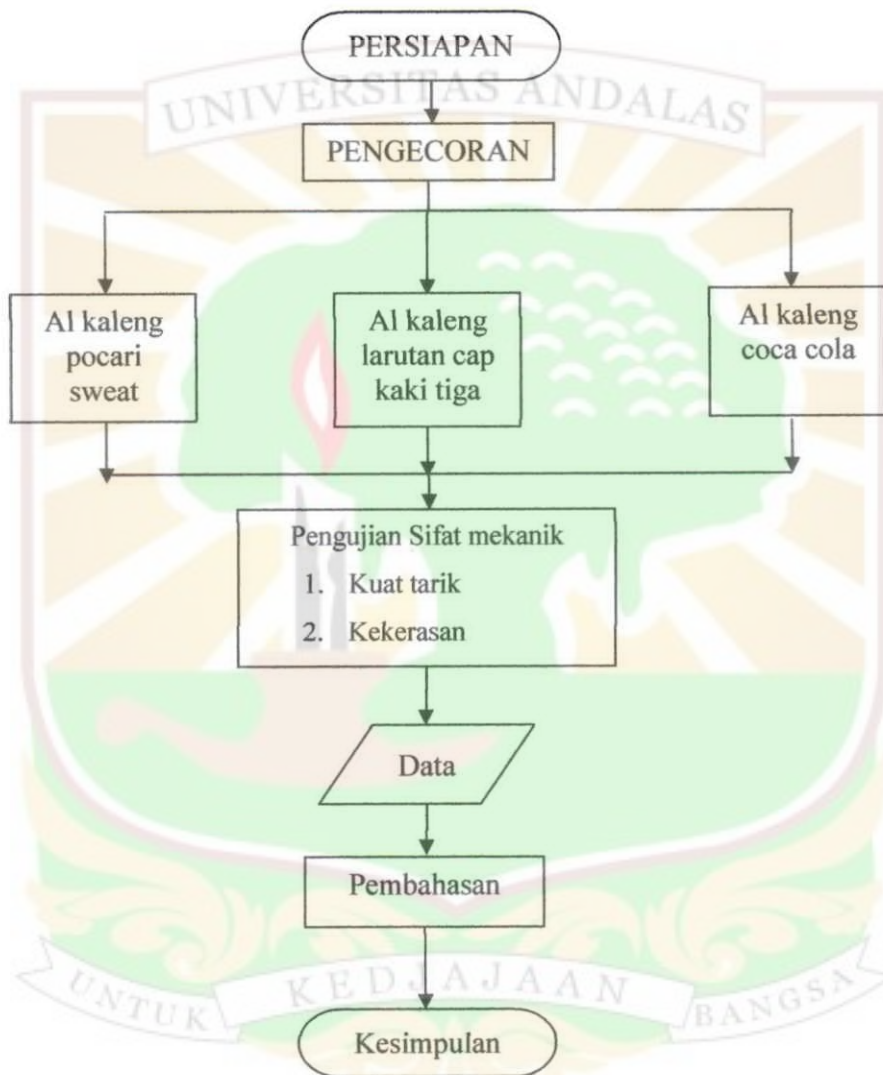 PERSIAPAN
UNIVERSITAS ANDALAS
PENGECORAN
Al kaleng
pocari
sweat
Al kaleng
larutan cap
kaki tiga
Al kaleng
coca cola
Pengujian Sifat mekanik
1. Kuat tarik
2. Kekerasan
Data
Pembahasan
UNTUK KEDJAJAAN BANGSA
Kesimpulan